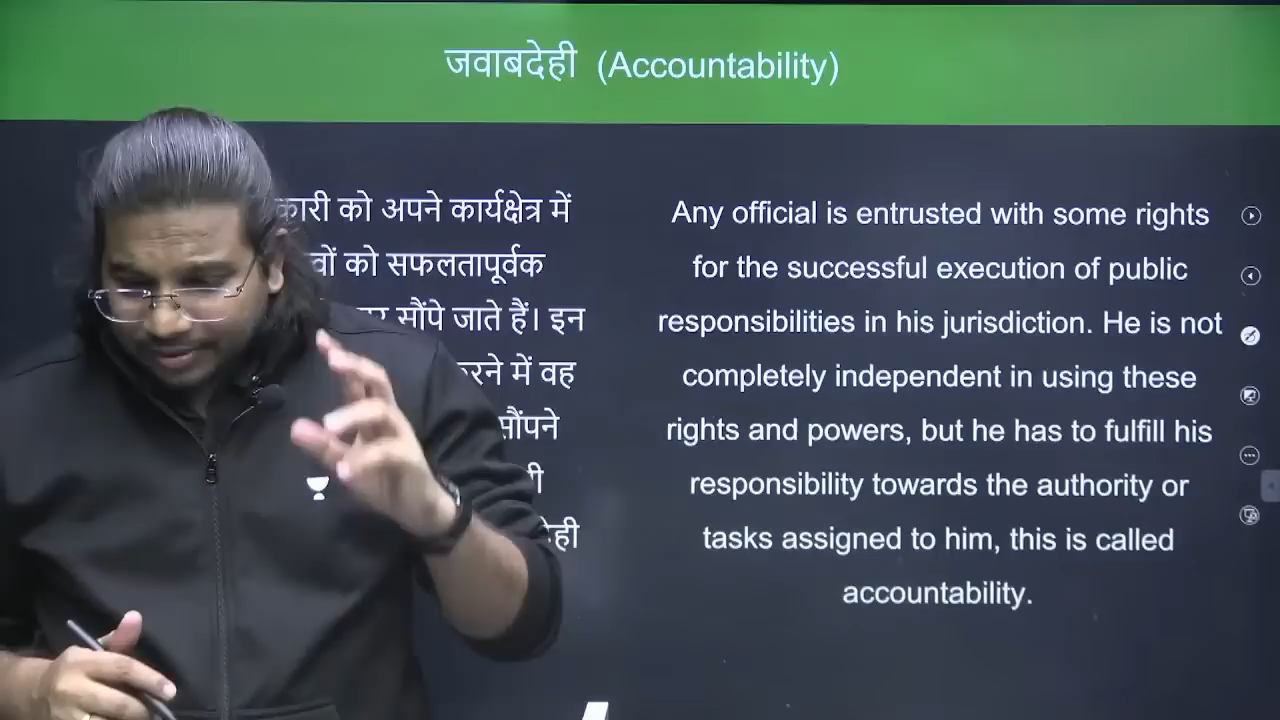 जवाबदेही (Accountability)
को अपने कार्यक्षेत्र में
को सफलतापूर्वक
सौंपे जाते हैं। इन
में वह
सौंपने
Any official is entrusted with some rights
for the successful execution of public
responsibilities in his jurisdiction. He is not
completely independent in using these
rights and powers, but he has to fulfill his
responsibility towards the authority or
tasks assigned to him, this is called
accountability.